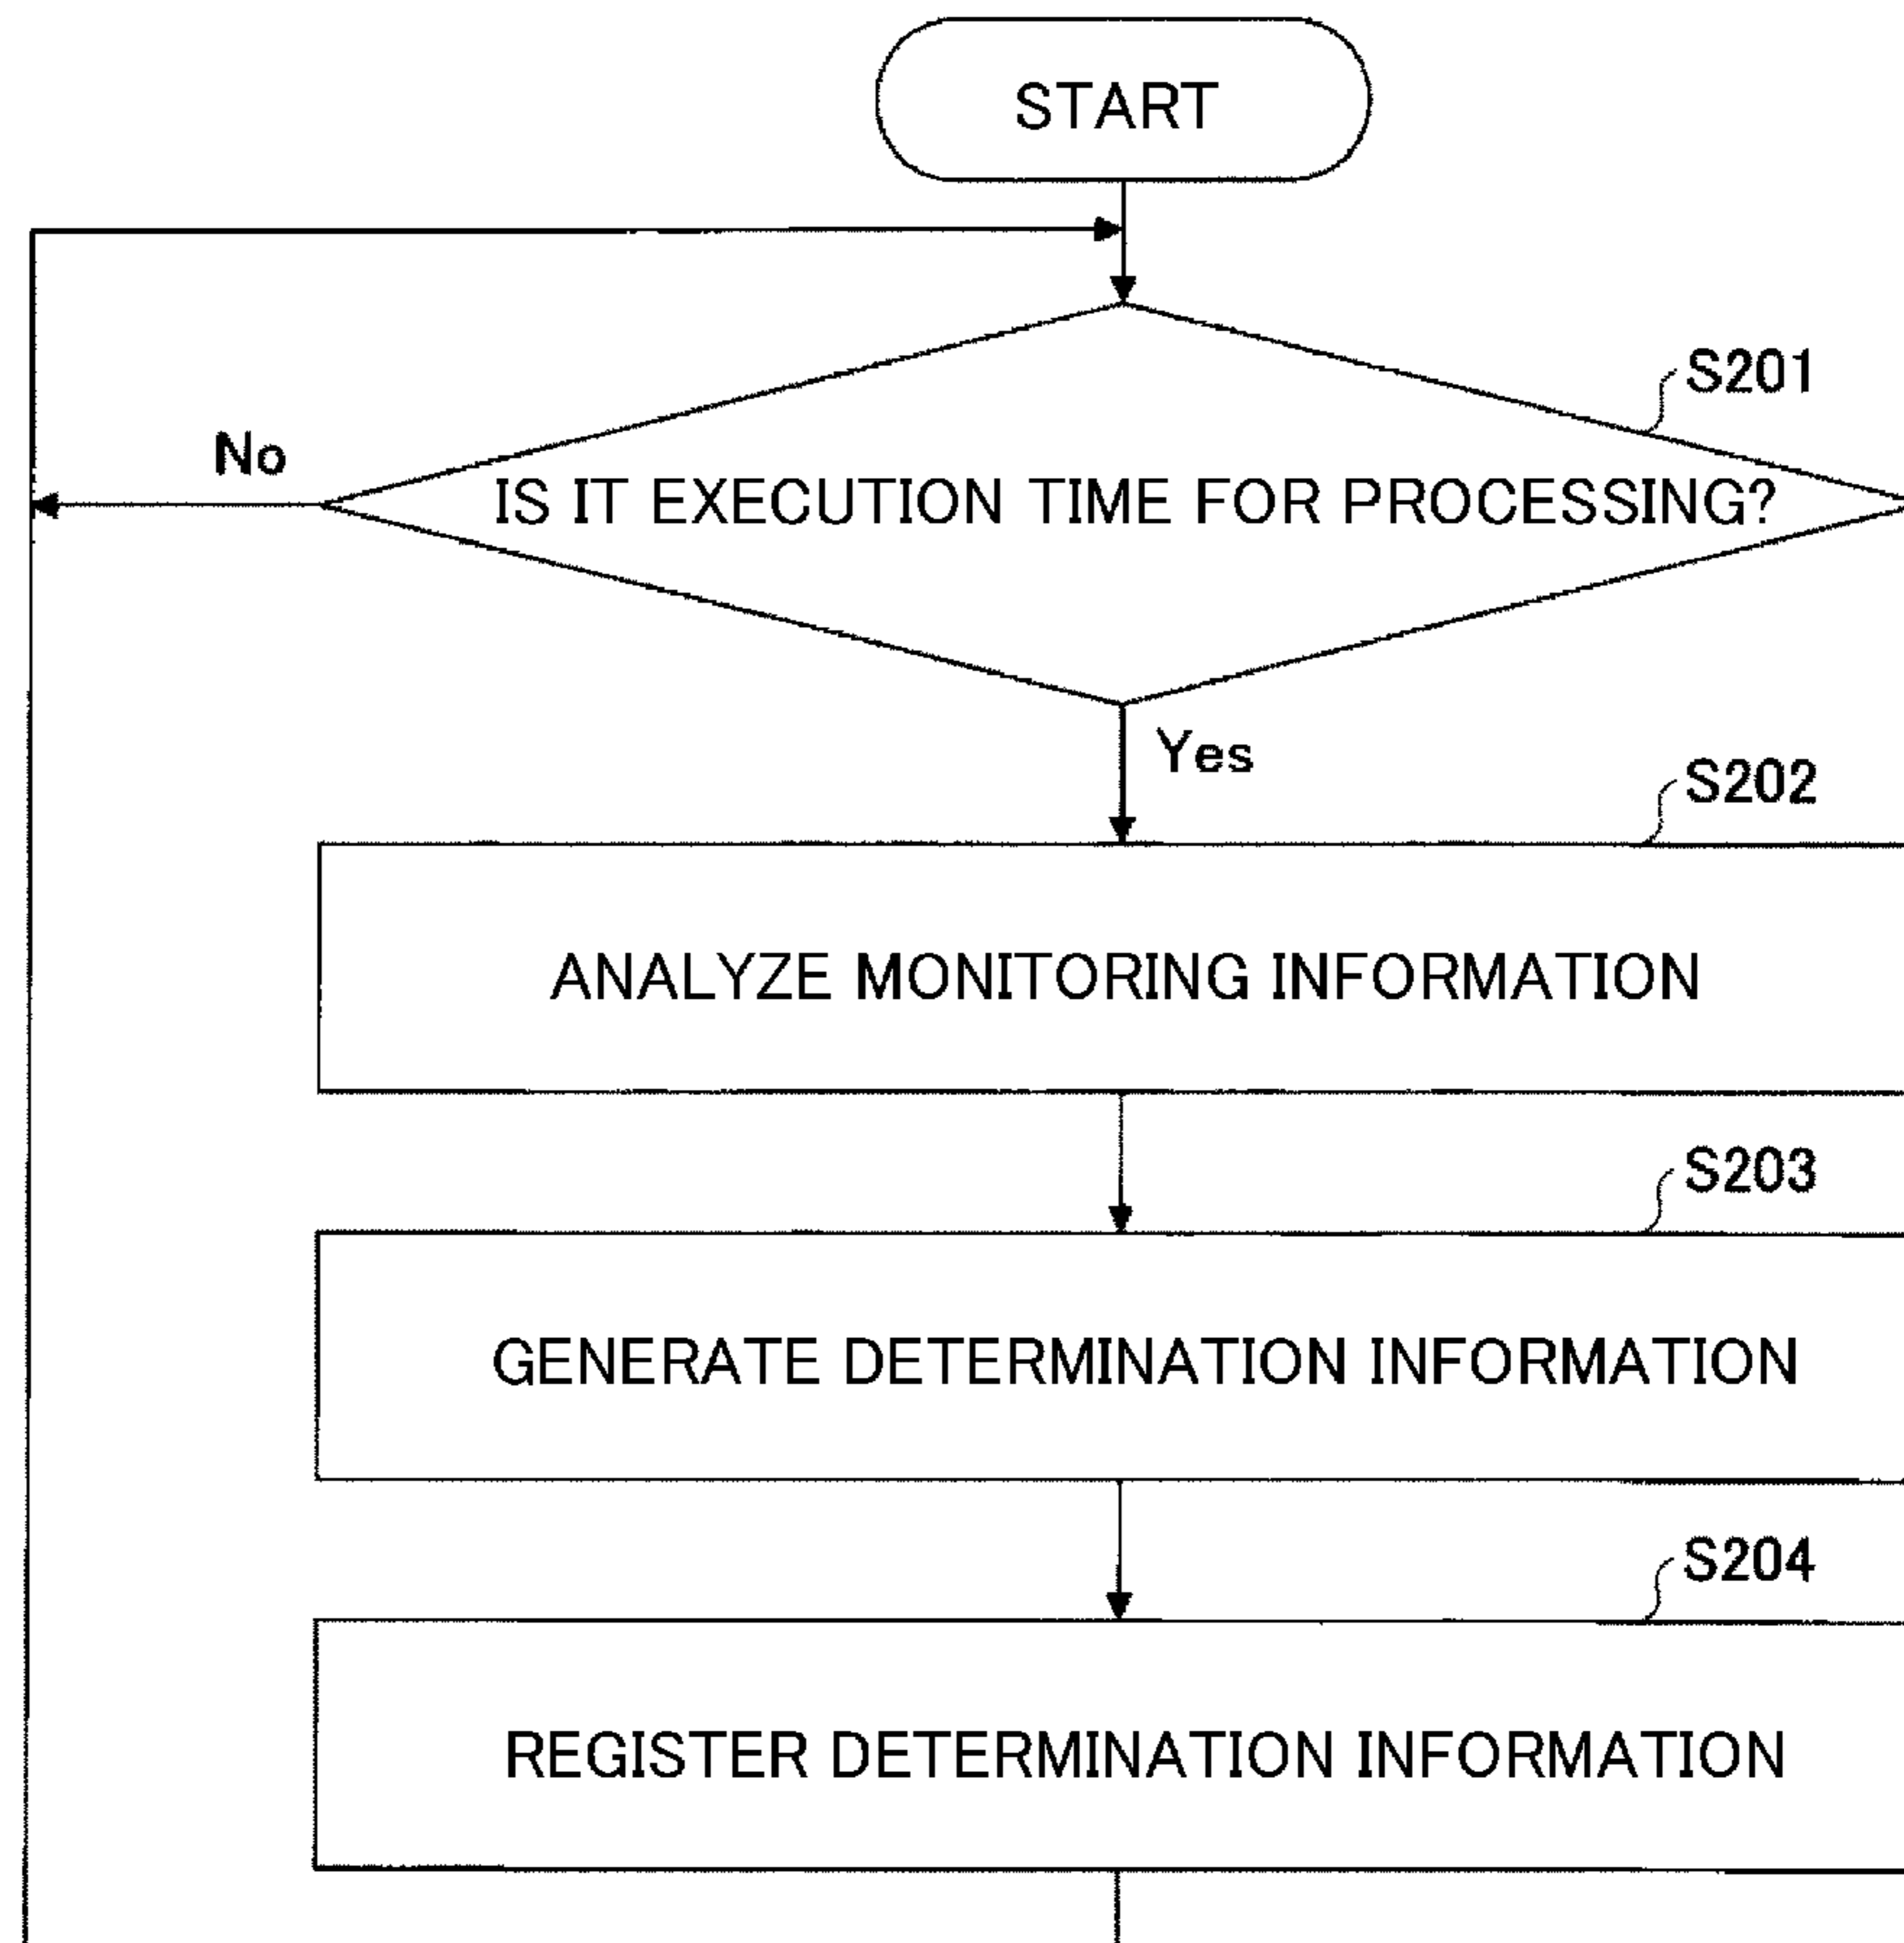 START
S201
No
IS IT EXECUTION TIME FOR PROCESSING?
Yes
S202
ANALYZE MONITORING INFORMATION
S203
GENERATE DETERMINATION INFORMATION
S204
REGISTER DETERMINATION INFORMATION